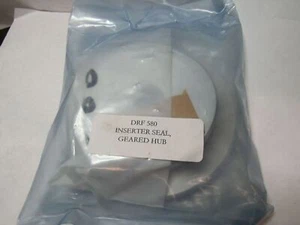 DRF 580
INSERTER SEAL,
GEARED HUB